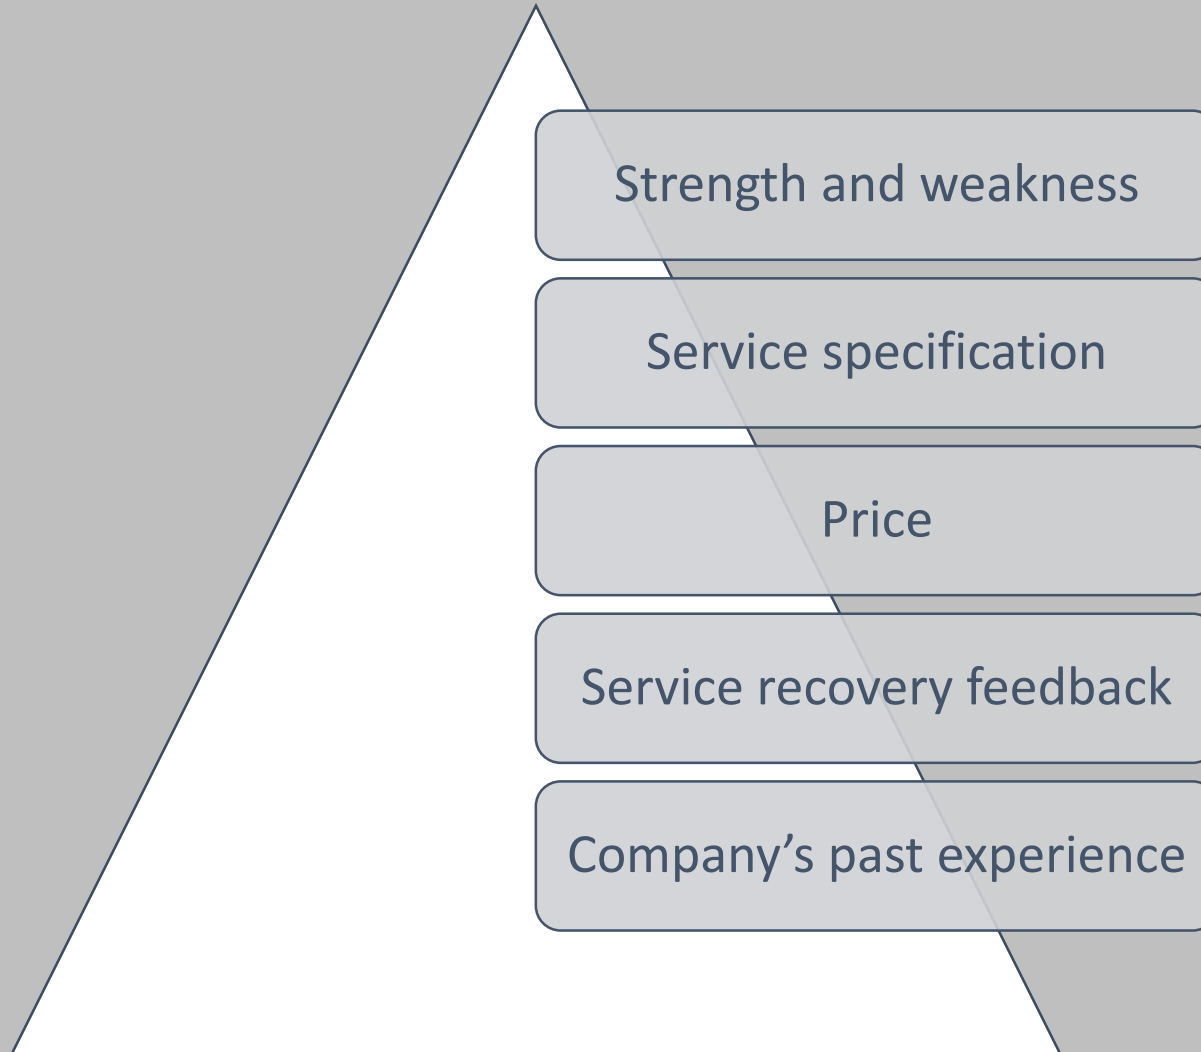 Strength and weakness
Service specification
Price
Service recovery feedback
Company’s past experience